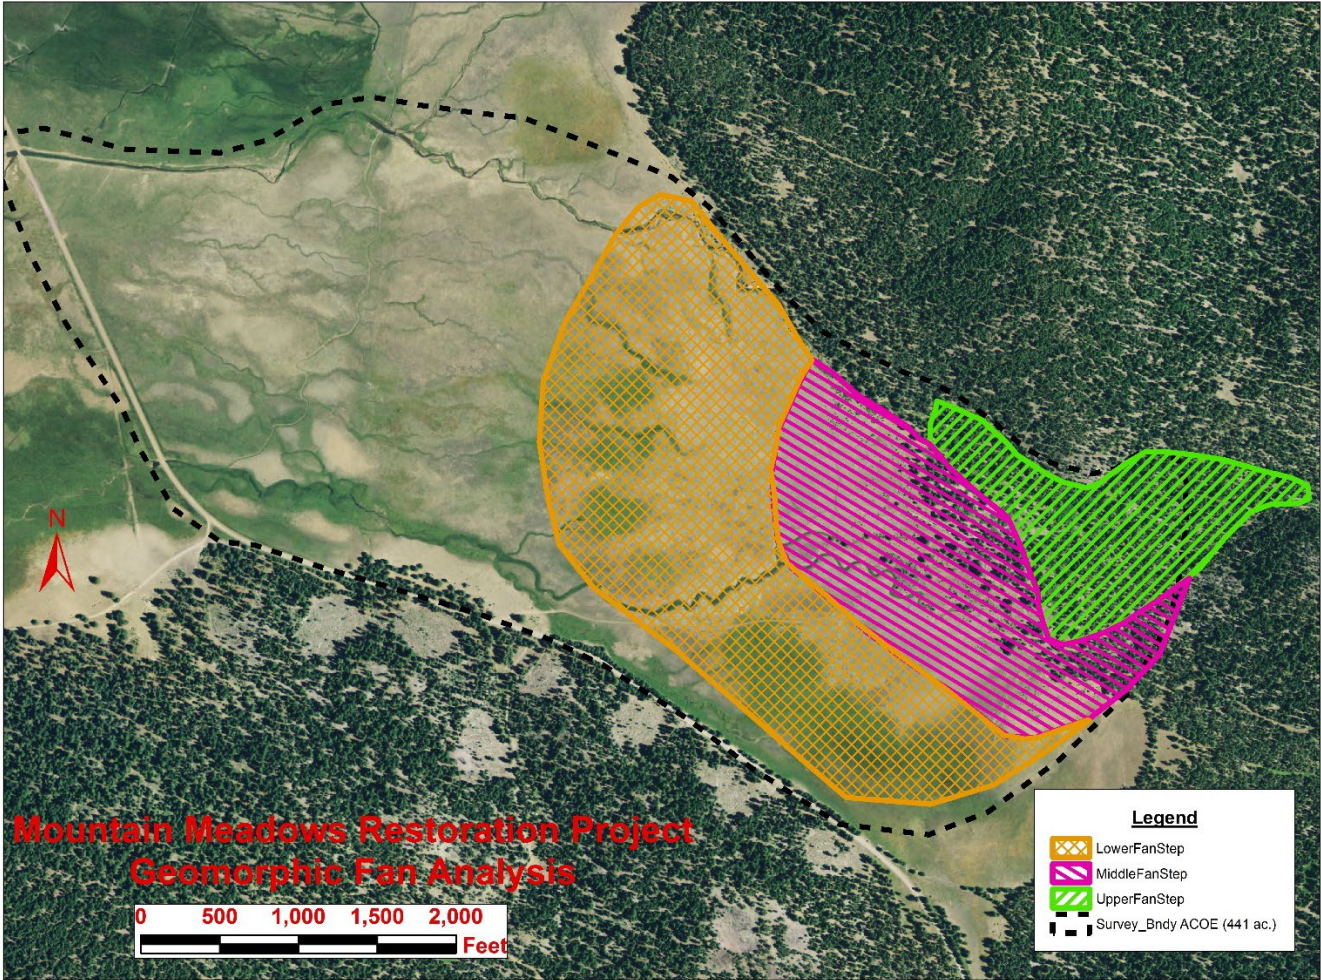 N
Mountain Meadows Restoration Project
Geomorphic Fan Analysis
0 500 1,000 1,500 2,000
Feet
Legend
LowerFanStep
MiddleFanStep
UpperFanStep
Survey_Bndy ACOE (441 ac.)